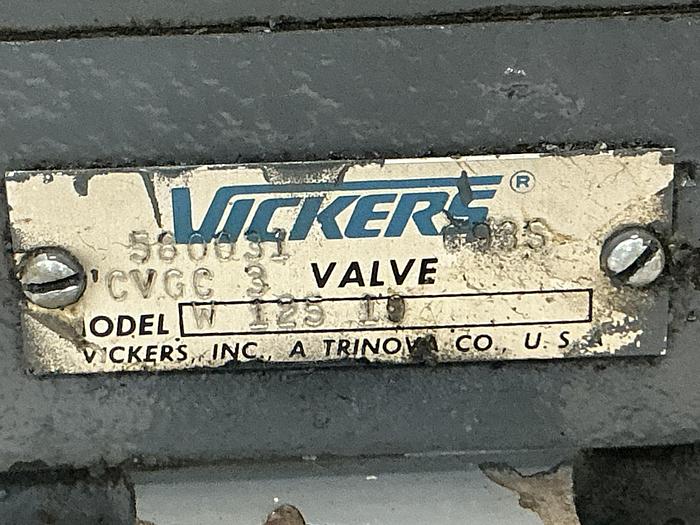 VICKERS ®
580031
CVGC 3 VALVE
ODEL W 125 10
VICKERS, INC., A TRINOVA CO., U. S. A